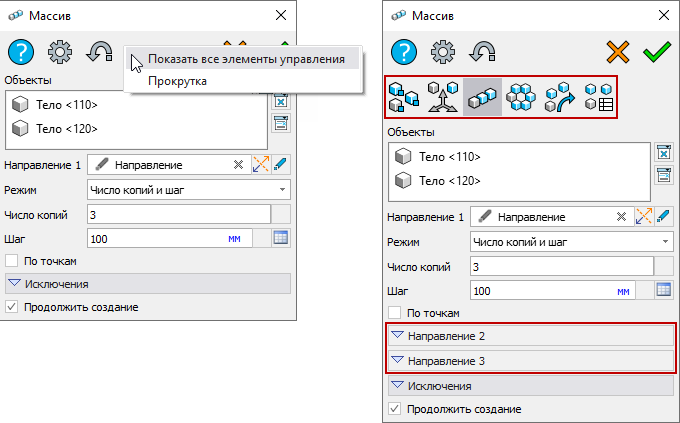 Массив
Показать все элементы управления
Прокрутка
Объекты
Тело <110>
Тело <120>
Направление 1 Направление
Режим Число копий и шаг
Число копий 3
Шаг 100 мм
По точкам
Исключения
Продолжить создание
Массив
Объекты
Тело <110>
Тело <120>
Направление 1 Направление
Режим Число копий и шаг
Число копий 3
Шаг 100 мм
По точкам
Направление 2
Направление 3
Исключения
Продолжить создание